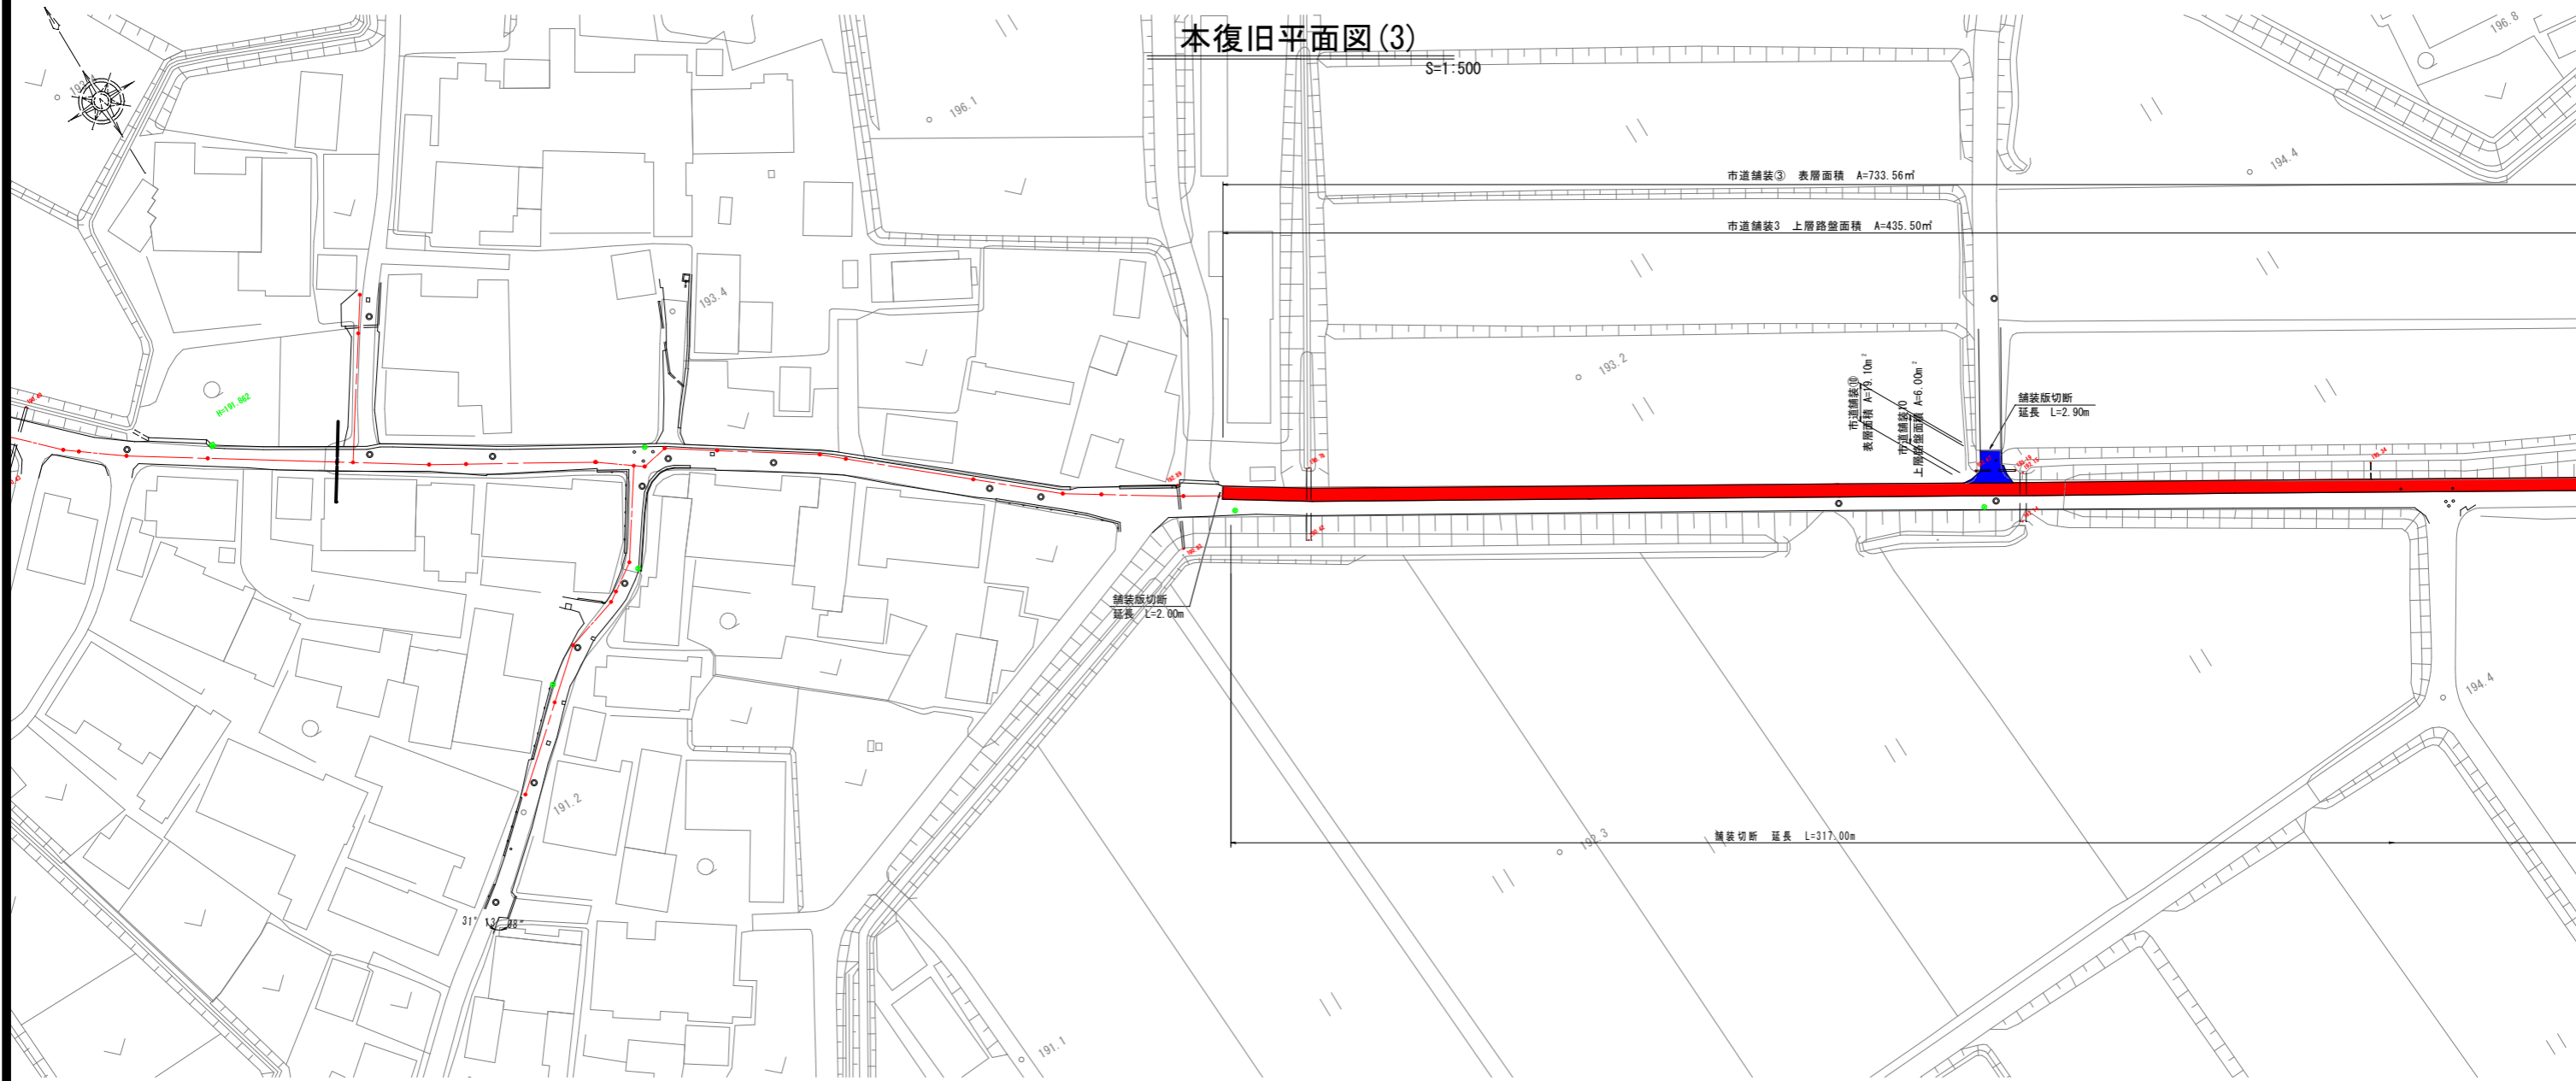 本復旧平面図(3)
S=1:500
196.8
196.1
194.4
市道舗装③ 表層面積 A=733.56㎡
市道舗装3 上層路盤面積 A=435.50㎡
193.4
193.2
H=191.862
市道舗装⑩
表層面積 A=19.10m²
市道舗装10
上層路盤面積 A=6.00m²
舗装版切断
延長 L=2.90m
舗装版切断
延長 L=2.00m
194.4
191.2
192.3
舗装切断 延長 L=317.00m
191.1